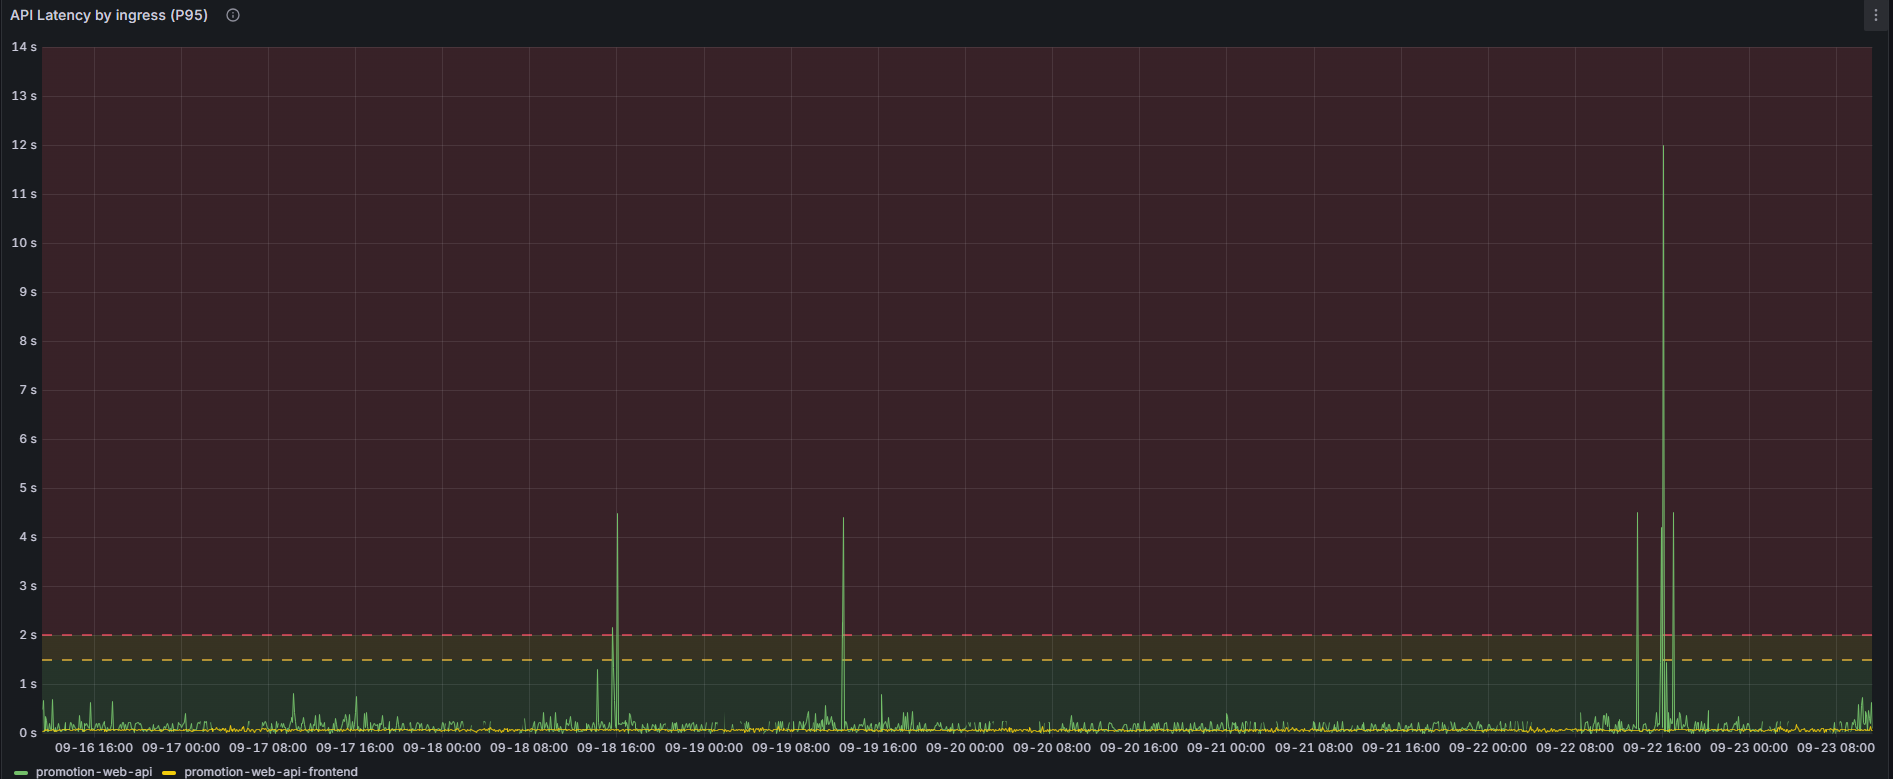 API Latency by ingress (P95)
14 s
13 s
12 s
11 s
10 s
9 s
8 s
7 s
6 s
5 s
4 s
3 s
2 s
1 s
0 s
09-16 16:00 09-17 00:00 09-17 08:00 09-17 16:00 09-18 00:00 09-18 08:00 09-18 16:00 09-19 00:00 09-19 08:00 09-19 16:00 09-20 00:00 09-20 08:00 09-20 16:00 09-21 00:00 09-21 08:00 09-21 16:00 09-22 00:00 09-22 08:00 09-22 16:00 09-23 00:00 09-23 08:00
promotion-web-api promotion-web-api-frontend